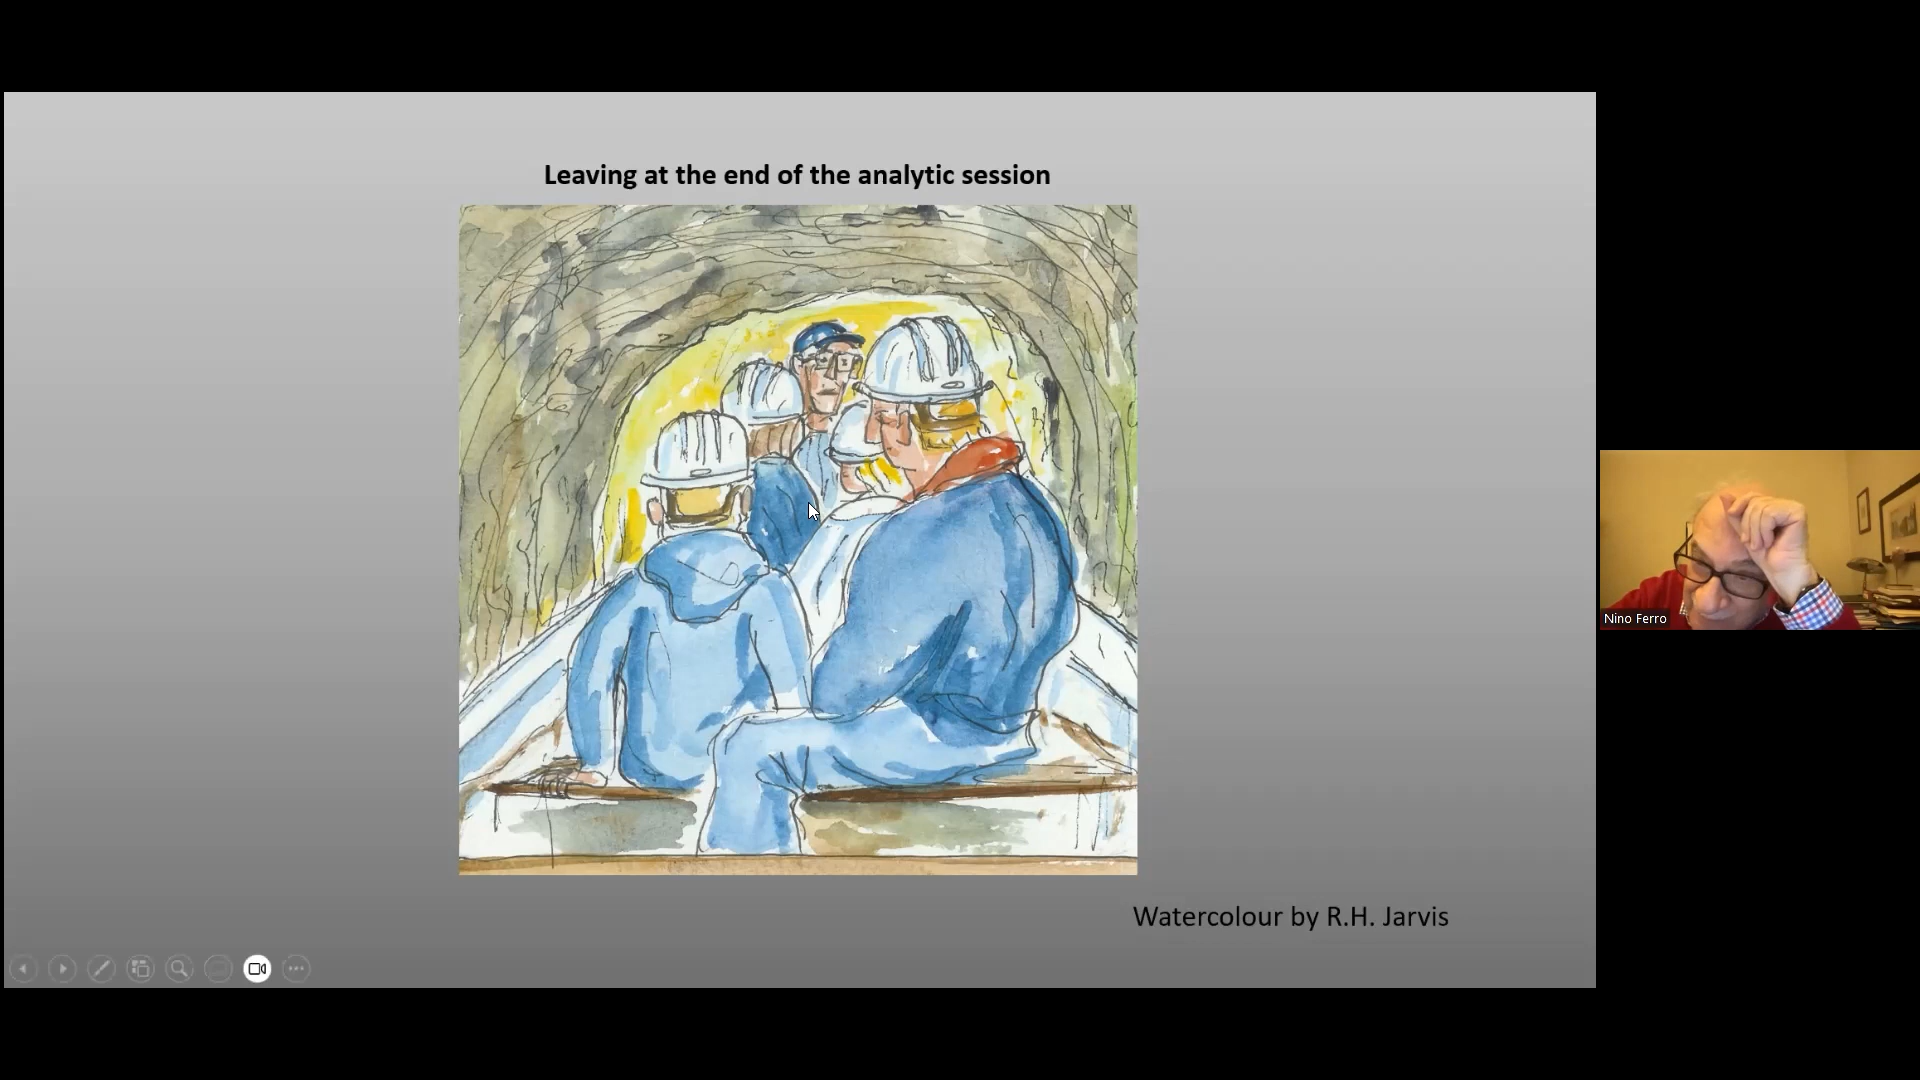 Leaving at the end of the analytic session
Nino Ferro
Watercolour by R.H. Jarvis